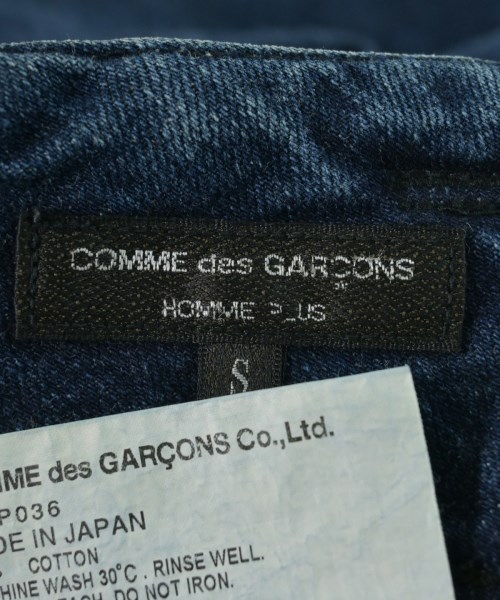 COMME des GARÇONS
HOMME PLUS
S
MME des GARÇONS Co.,Ltd.
P036
DE IN JAPAN
COTTON
HINE WASH 30°C . RINSE WELL.
EACH. DO NOT IRON.